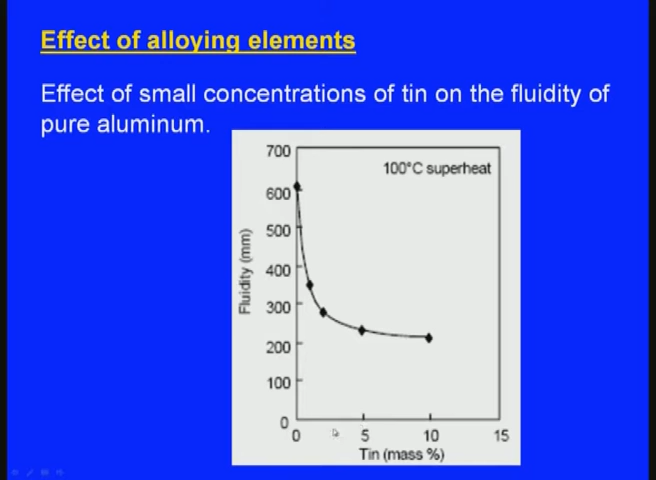 Effect of alloying elements
Effect of small concentrations of tin on the fluidity of
pure aluminum.
700
100°C superheat
600
500
400
300
200
100
0
Fluidity (mm)
0 5 10 15
Tin (mass %)